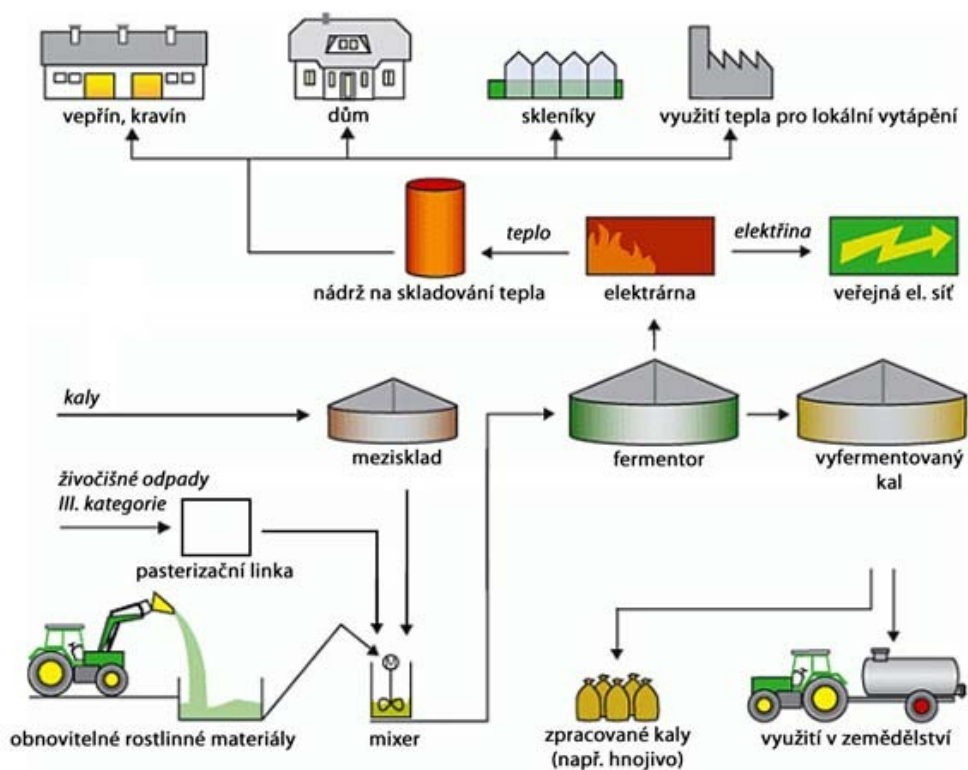 vepřín, kravín
dům
skleníky
využití tepla pro lokální vytápění
teplo
elektřina
nádrž na skladování tepla
elektrárna
veřejná el. síť
kaly
mezisklad
fermentor
vyfermentovaný
kal
živočišné odpady
III. kategorie
pasterizační linka
M
obnovitelné rostlinné materiály
mixer
zpracované kaly
(např. hnojivo)
využití v zemědělství